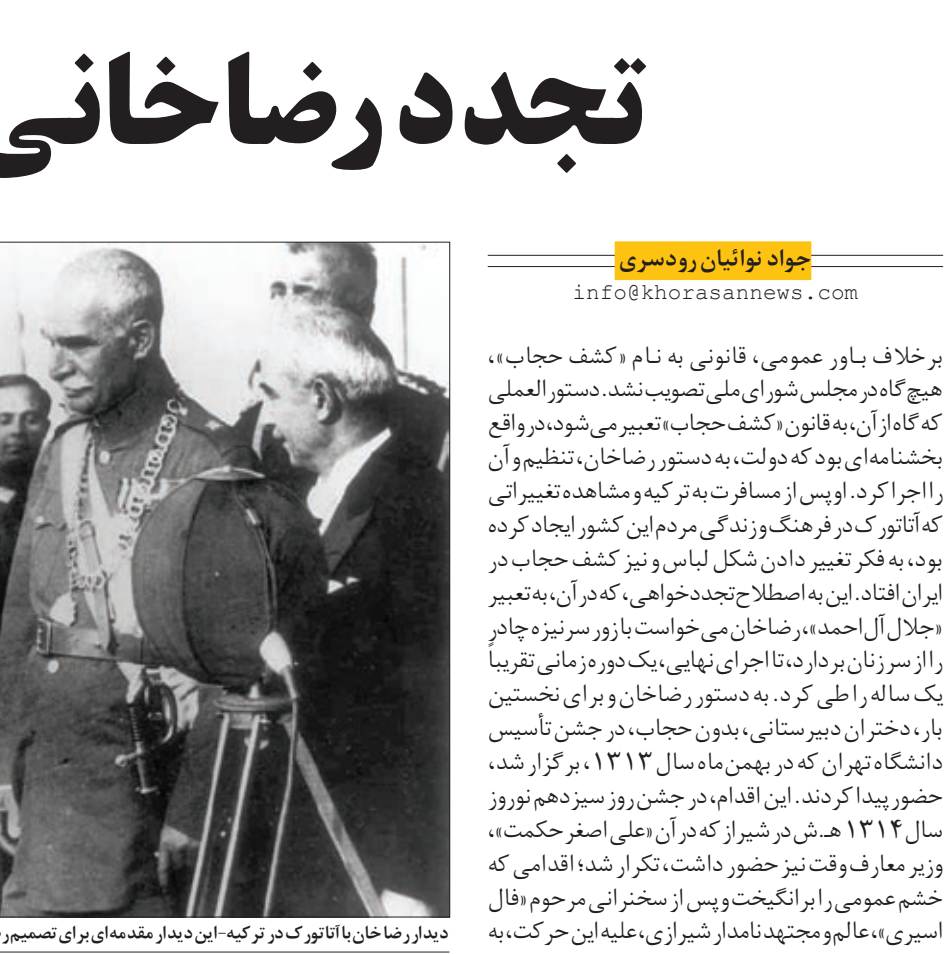 تجدد رضاخانی
جواد نوائیان رودسری
info@khorasannews.com
برخلاف باور عمومی، قانونی به نام «کشف حجاب»،
هیچ گاه در مجلس شورای ملی تصویب نشد. دستورالعملی
که گاه از آن، به قانون «کشف حجاب» تعبیر می‌شود، در واقع
بخشنامه‌ای بود که دولت، به دستور رضاخان، تنظیم و آن
را اجرا کرد. او پس از مسافرت به ترکیه و مشاهده تغییراتی
که آتاتورک در فرهنگ و زندگی مردم این کشور ایجاد کرده
بود، به فکر تغییر دادن شکل لباس و نیز کشف حجاب در
ایران افتاد. این به اصطلاح تجددخواهی، که در آن، به تعبیر
«جلال آل‌احمد»، رضاخان می‌خواست با زور سرنیزه چادرِ
را از سر زنان بردارد، تا اجرای نهایی، یک دوره زمانی تقریباً
یک ساله را طی کرد. به دستور رضاخان و برای نخستین
بار، دختران دبیرستانی، بدون حجاب، در جشن تأسیس
دانشگاه تهران که در بهمن‌ماه سال ۱۳۱۳، برگزار شد،
حضور پیدا کردند. این اقدام، در جشن روز سیزدهم نوروز
سال ۱۳۱۴ هـ.ش در شیراز که در آن «علی اصغر حکمت»،
وزیر معارف وقت نیز حضور داشت، تکرار شد؛ اقدامی که
خشم عمومی را برانگیخت و پس از سخنرانی مرحوم «فال
اسیری»، عالم و مجتهد نامدار شیرازی، علیه این حرکت، به
دیدار رضا خان با آتاتورک در ترکیه-این دیدار مقدمه‌ای برای تصمیم